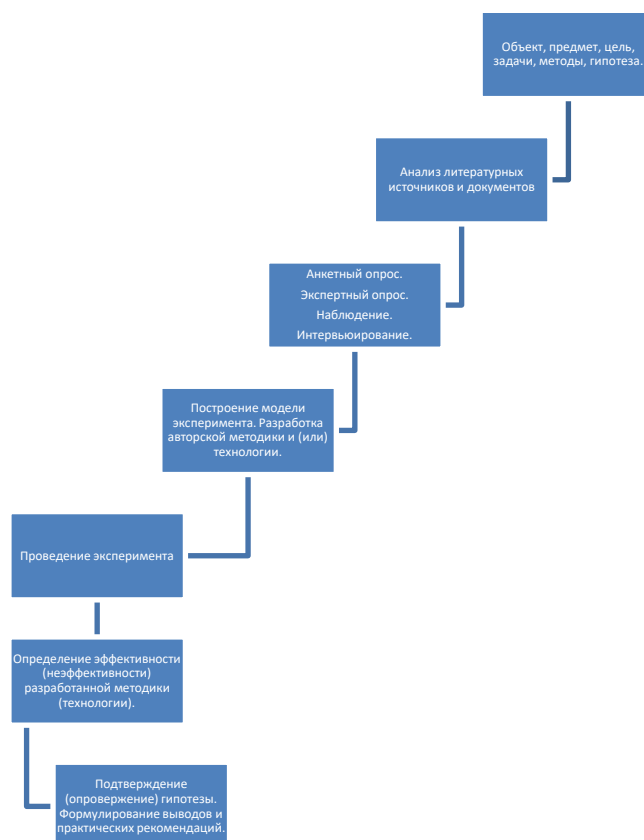 Объект, предмет, цель,
задачи, методы, гипотеза.
Анализ литературных
источников и документов
Анкетный опрос.
Экспертный опрос.
Наблюдение.
Интервьюирование.
Построение модели
эксперимента. Разработка
авторской методики и (или)
технологии.
Проведение эксперимента
Определение эффективности
(неэффективности)
разработанной методики
(технологии).
Подтверждение
(опровержение) гипотезы.
Формулирование выводов и
практических рекомендаций.